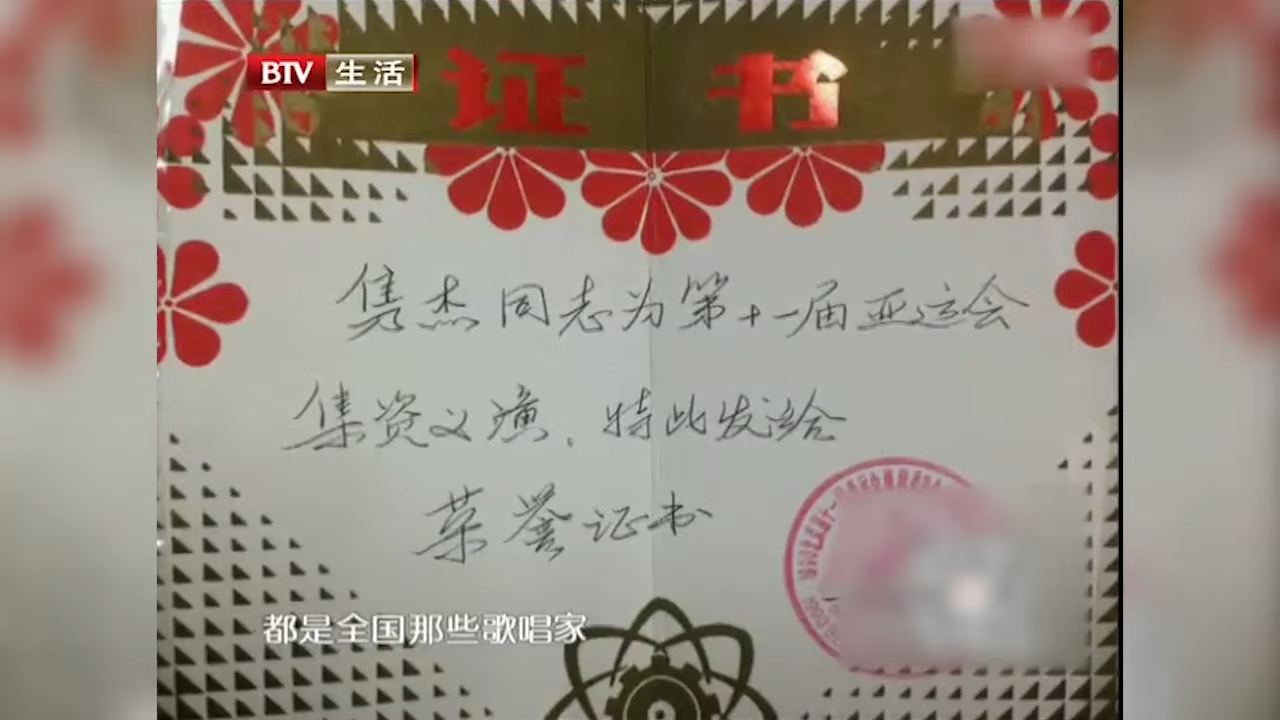 BTV 生活
证书
隽杰同志为第十一届亚运会
集资义演、特此发给
荣誉证书
都是全国那些歌唱家